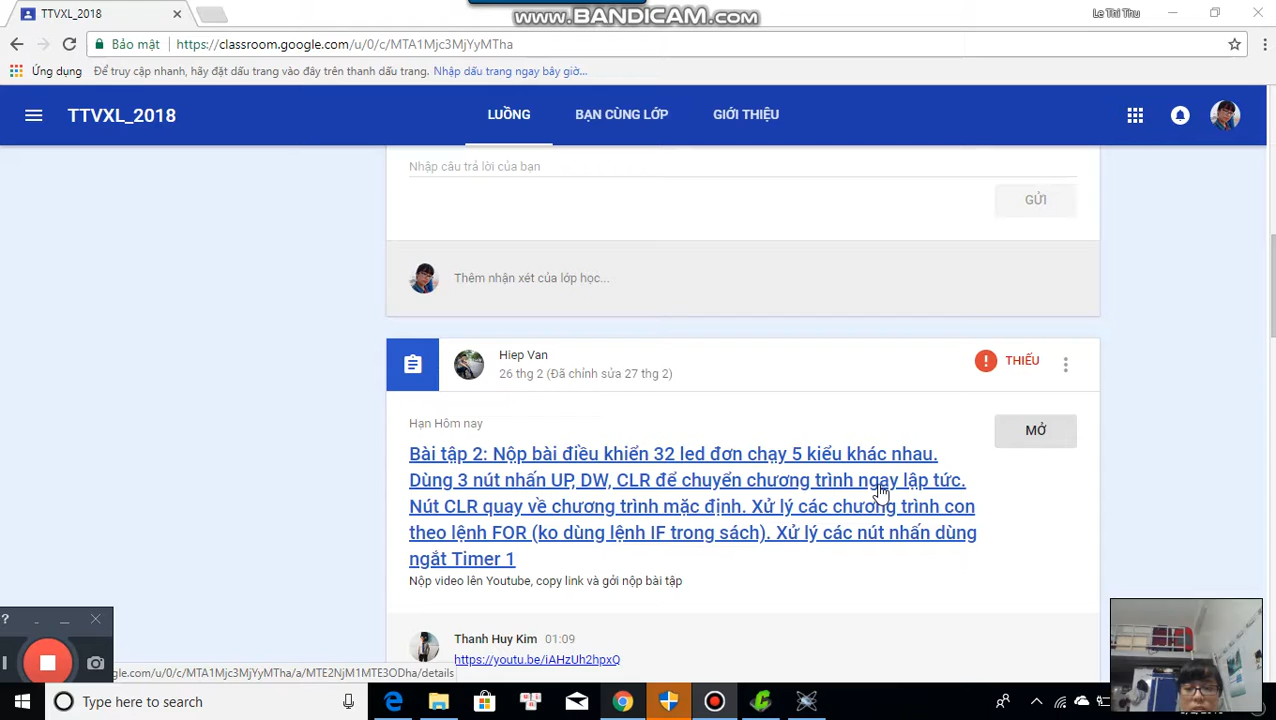 TTVXL_2018
www.BANDICAM.com
Le Thi Thu
Bảo mật
https://classroom.google.com/u/0/c/MTA1Mjc3MjYyMTha
Ứng dụng
Để truy cập nhanh, hãy đặt dấu trang vào đây trên thanh dấu trang.
Nhập dấu trang ngay bây giờ...
TTVXL_2018
LUỒNG
BẠN CÙNG LỚP
GIỚI THIỆU
Nhập câu trả lời của bạn
GỬI
Thêm nhận xét của lớp học...
Hiep Van
26 thg 2 (Đã chỉnh sửa 27 thg 2)
THIẾU
Hạn Hôm nay
MỞ
Bài tập 2: Nộp bài điều khiển 32 led đơn chạy 5 kiểu khác nhau.
Dùng 3 nút nhấn UP, DW, CLR để chuyển chương trình ngay lập tức.
Nút CLR quay về chương trình mặc định. Xử lý các chương trình con
theo lệnh FOR (ko dùng lệnh IF trong sách). Xử lý các nút nhấn dùng
ngắt Timer 1
Nộp video lên Youtube, copy link và gởi nộp bài tập
Thanh Huy Kim 01:09
https://youtu.be/iAHzUh2hpxQ
?
gle.com/u/0/c/MTA1Mjc3MjYyMTha/a/MTE2NjM1MTE3ODha/details
Type here to search